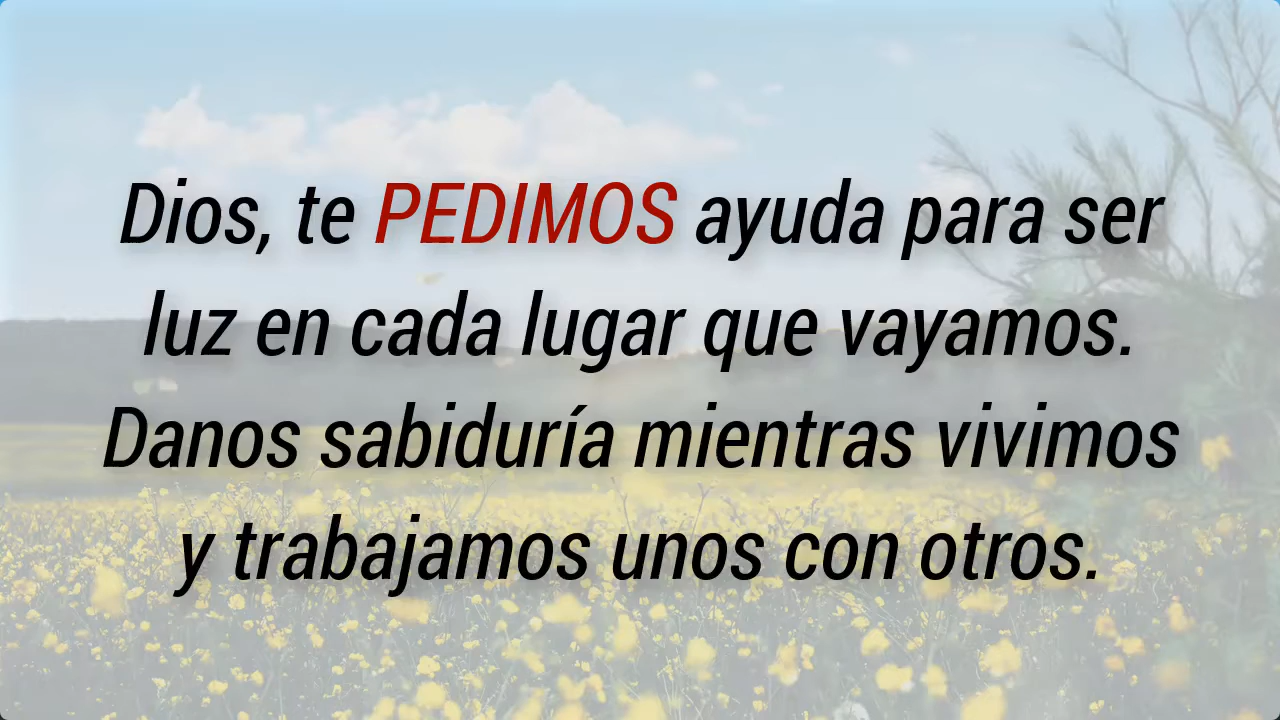 Dios, te PEDIMOS ayuda para ser
luz en cada lugar que vayamos.
Danos sabiduría mientras vivimos
y trabajamos unos con otros.